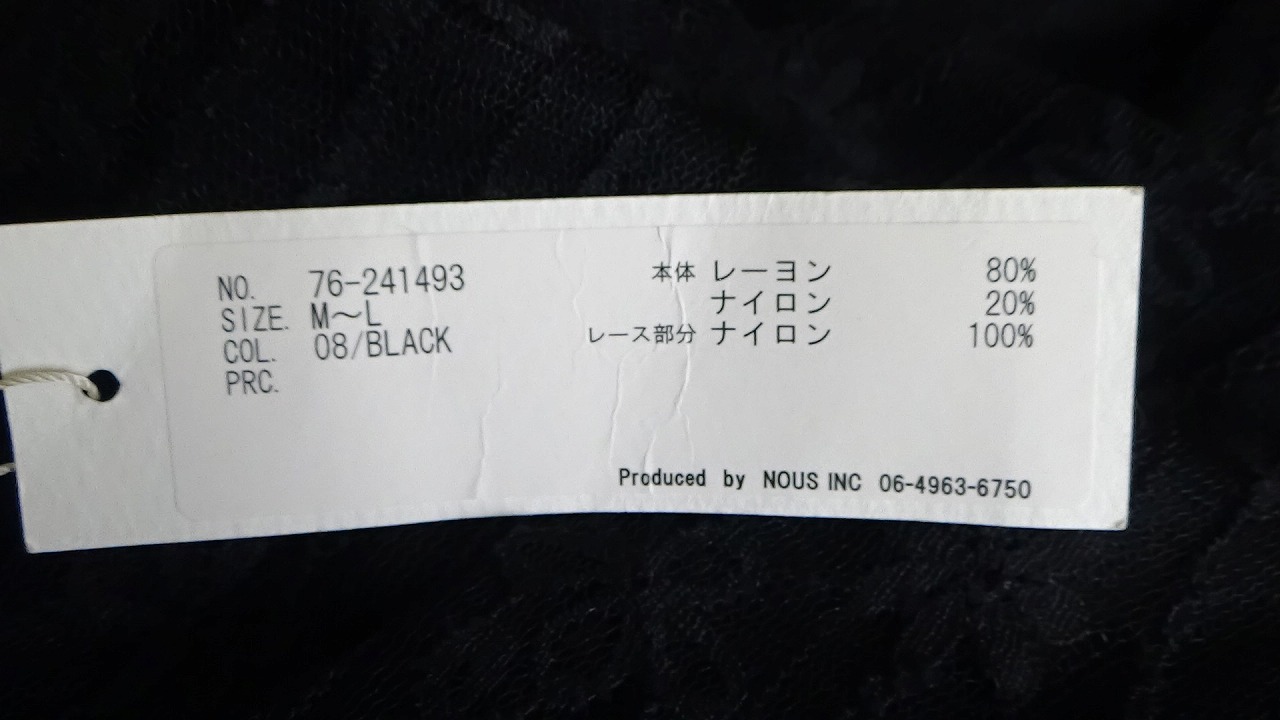 NO. 76-241493
SIZE. M～L
COL. 08/BLACK
PRC.
本体 レーヨン 80%
ナイロン 20%
レース部分 ナイロン 100%
Produced by NOUS INC 06-4963-6750